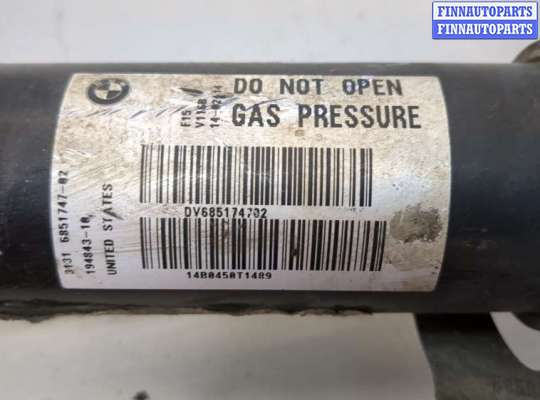 FINNAUTOPARTS
FINNAUTOPARTS
BMW
DO NOT OPEN
GAS PRESSURE
F15
14-02-14
3131 6851747-02
194843-10
UNITED STATES
DV685174702
14B0450T1489